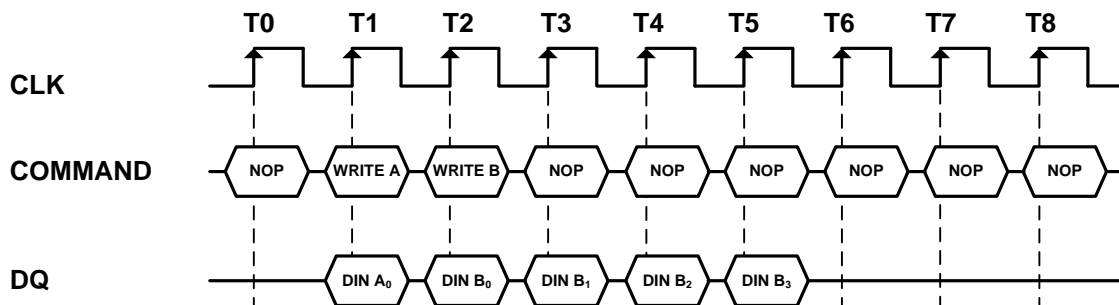 T0 T1 T2 T3 T4 T5 T6 T7 T8
CLK
COMMAND NOP WRITE A WRITE B NOP NOP NOP NOP NOP NOP
DQ DIN A₀ DIN B₀ DIN B₁ DIN B₂ DIN B₃